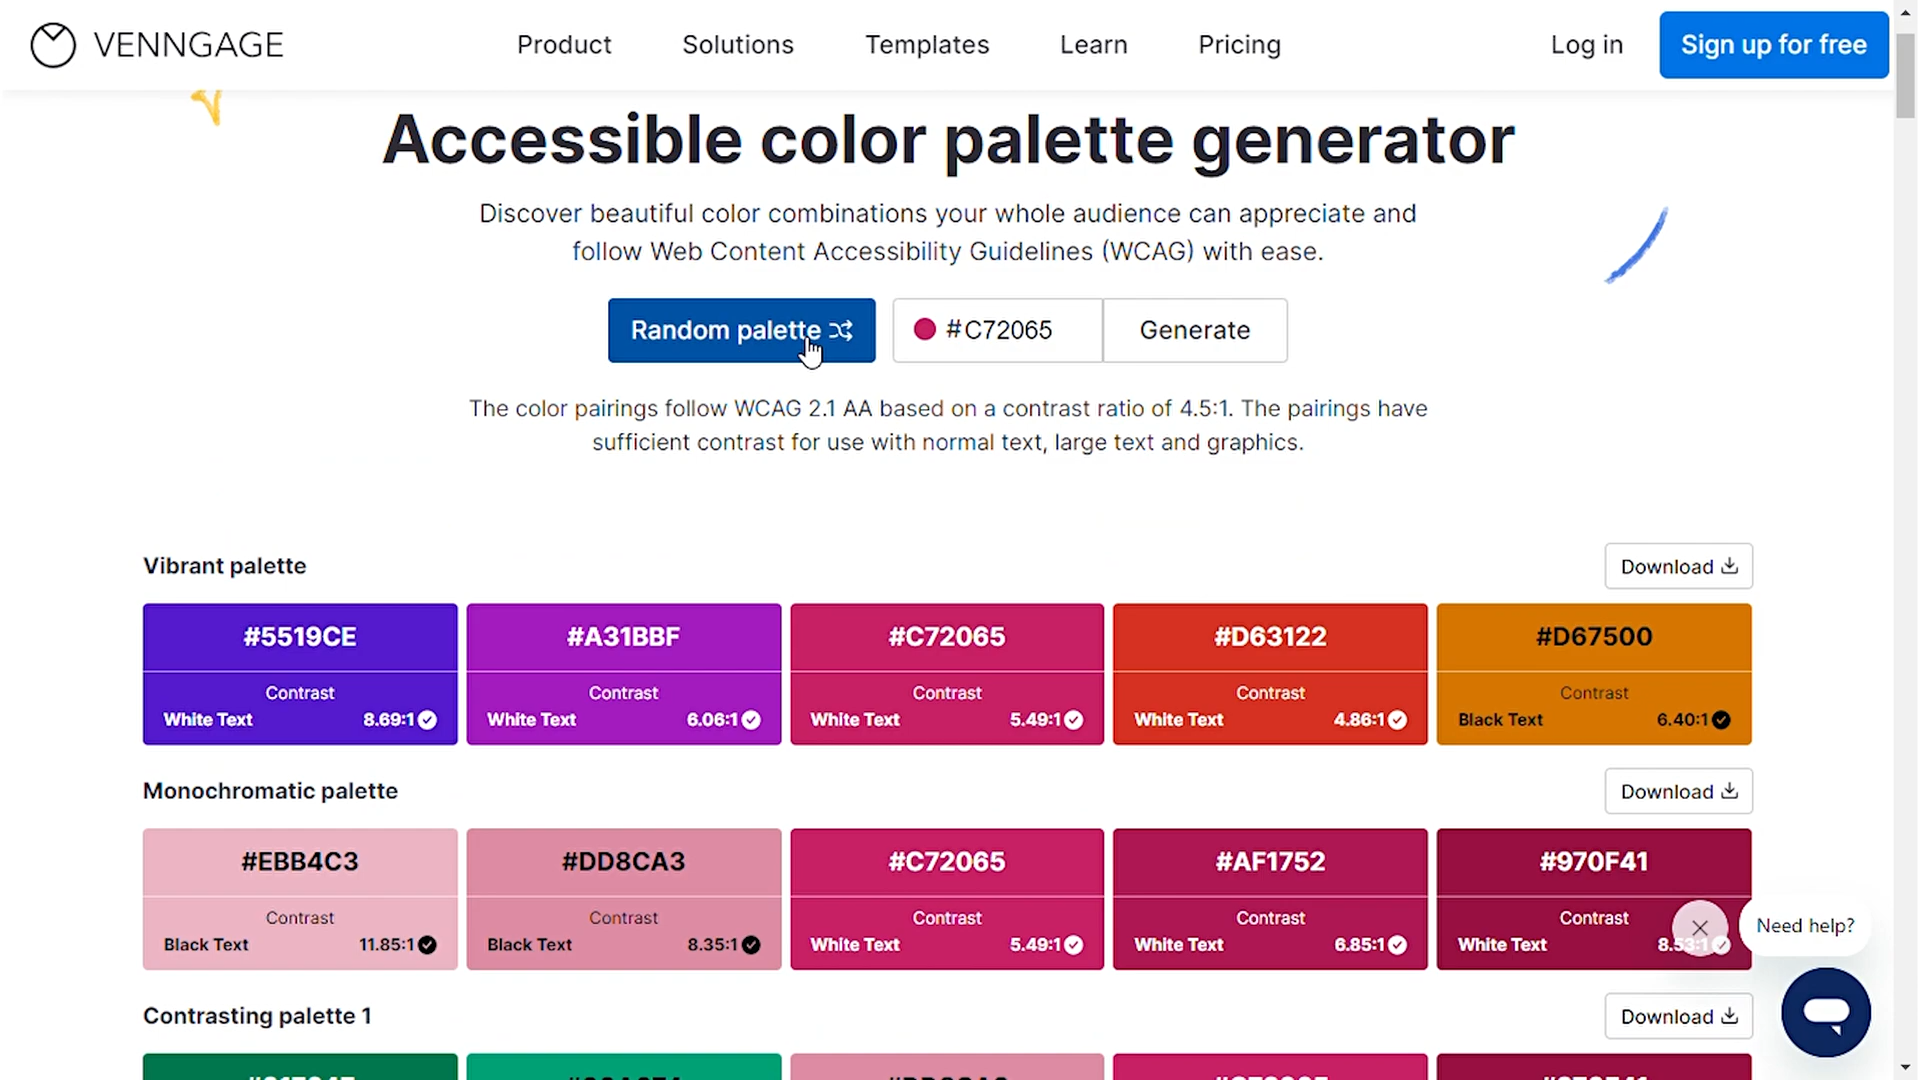 VENNGAGE
Product Solutions Templates Learn Pricing Log in Sign up for free
Accessible color palette generator
Discover beautiful color combinations your whole audience can appreciate and
follow Web Content Accessibility Guidelines (WCAG) with ease.
Random palette #C72065 Generate
The color pairings follow WCAG 2.1 AA based on a contrast ratio of 4.5:1. The pairings have
sufficient contrast for use with normal text, large text and graphics.
Vibrant palette Download
#5519CE #A31BBF #C72065 #D63122 #D67500
Contrast Contrast Contrast Contrast Contrast
White Text 8.69:1 White Text 6.06:1 White Text 5.49:1 White Text 4.86:1 Black Text 6.40:1
Monochromatic palette Download
#EBB4C3 #DD8CA3 #C72065 #AF1752 #970F41
Contrast Contrast Contrast Contrast Contrast Need help?
Black Text 11.85:1 Black Text 8.35:1 White Text 5.49:1 White Text 6.85:1 White Text 8.53:1
Contrasting palette 1 Download